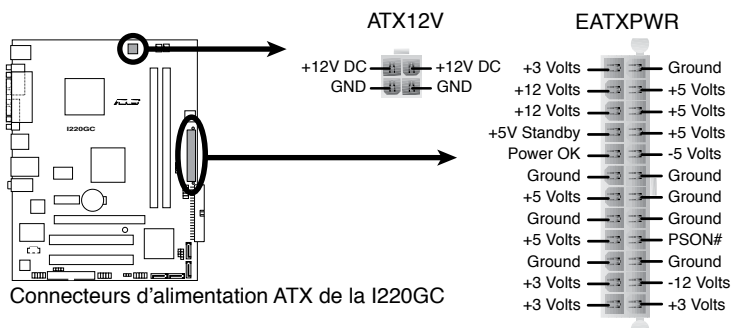 ATX12V
EATXPWR
+12V DC
+12V DC
GND
GND
+3 Volts
Ground
+12 Volts
+5 Volts
+12 Volts
+5 Volts
+5V Standby
+5 Volts
Power OK
-5 Volts
Ground
Ground
+5 Volts
Ground
Ground
Ground
+5 Volts
PSON#
Ground
Ground
+3 Volts
-12 Volts
+3 Volts
+3 Volts
ASUS
I220GC
Connecteurs d’alimentation ATX de la I220GC